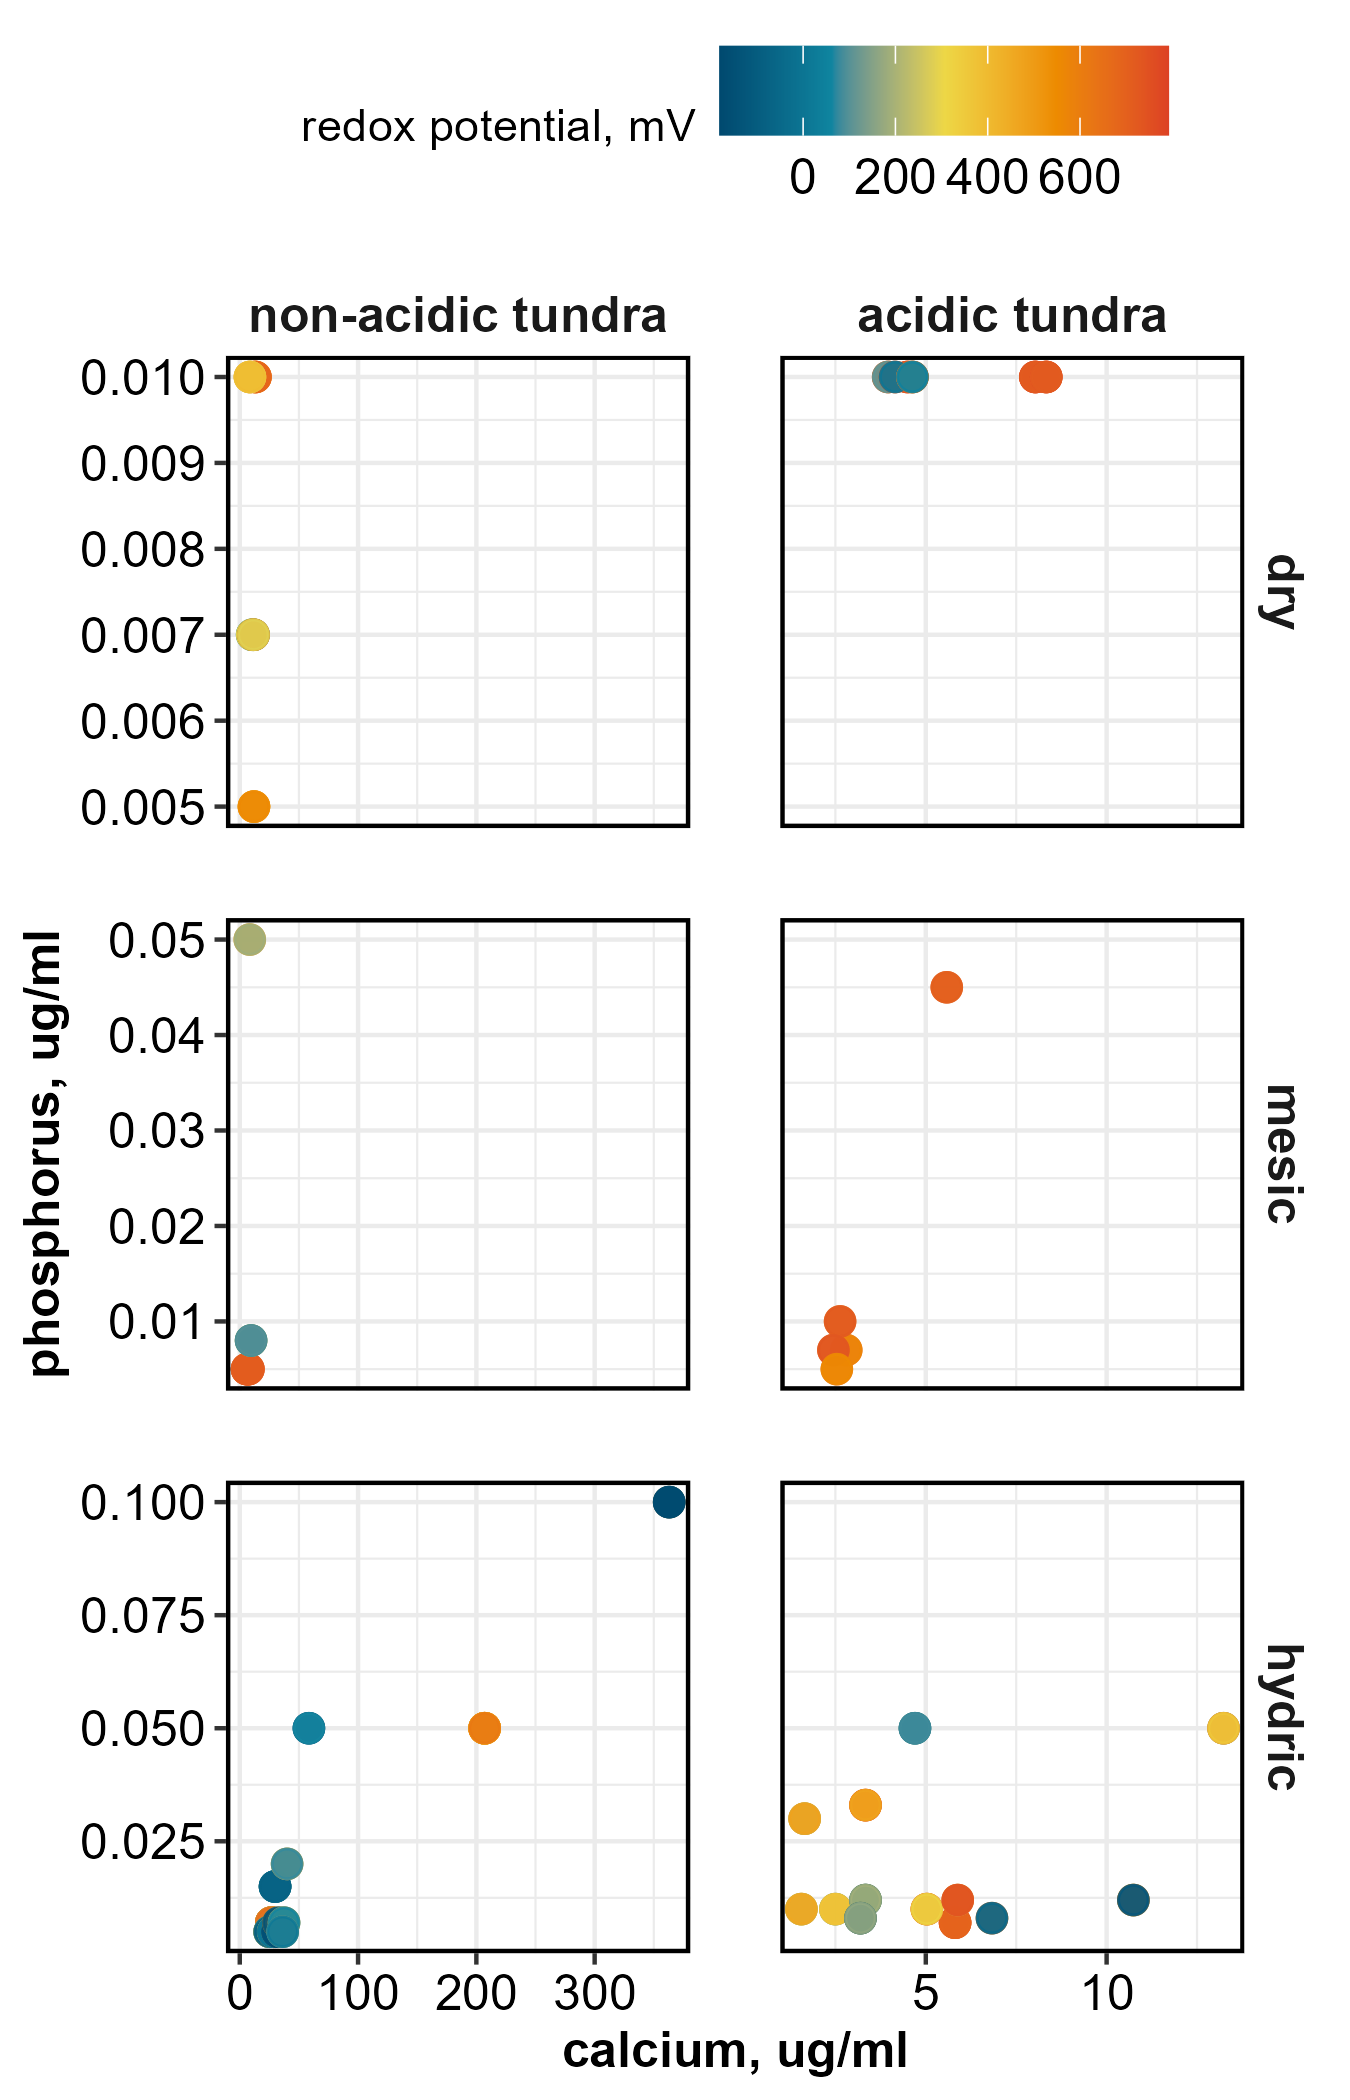 redox potential, mV
0 200 400 600
non-acidic tundra
acidic tundra
0.010
0.009
0.008
0.007
0.006
0.005
dry
phosphorus, ug/ml
0.05
0.04
0.03
0.02
0.01
mesic
0.100
0.075
0.050
0.025
hydric
0 100 200 300
5 10
calcium, ug/ml